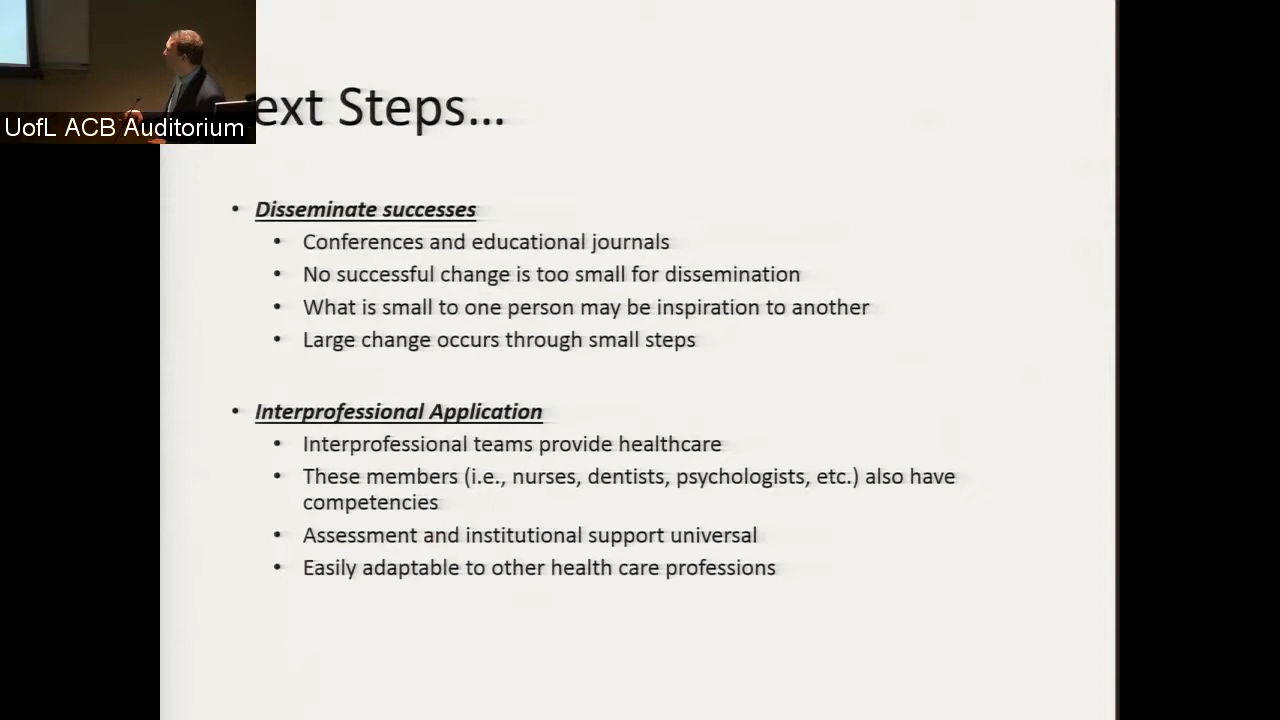 UofL ACB Auditorium
ext Steps...
• Disseminate successes
• Conferences and educational journals
• No successful change is too small for dissemination
• What is small to one person may be inspiration to another
• Large change occurs through small steps
• Interprofessional Application
• Interprofessional teams provide healthcare
• These members (i.e., nurses, dentists, psychologists, etc.) also have
competencies
• Assessment and institutional support universal
• Easily adaptable to other health care professions